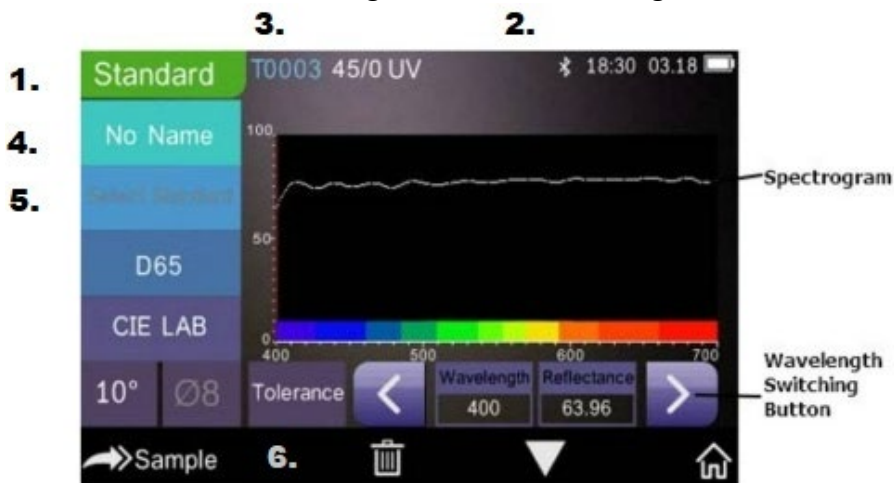 3. 2.
1. Standard T0003 45/0 UV 18:30 03.18
4. No Name
100
5. Select Standard
Spectrogram
50
D65
CIE LAB
0
400 500 600 700
10° Ø8 Tolerance Wavelength Reflectance
400 63.96
Wavelength
Switching
Button
Sample 6.